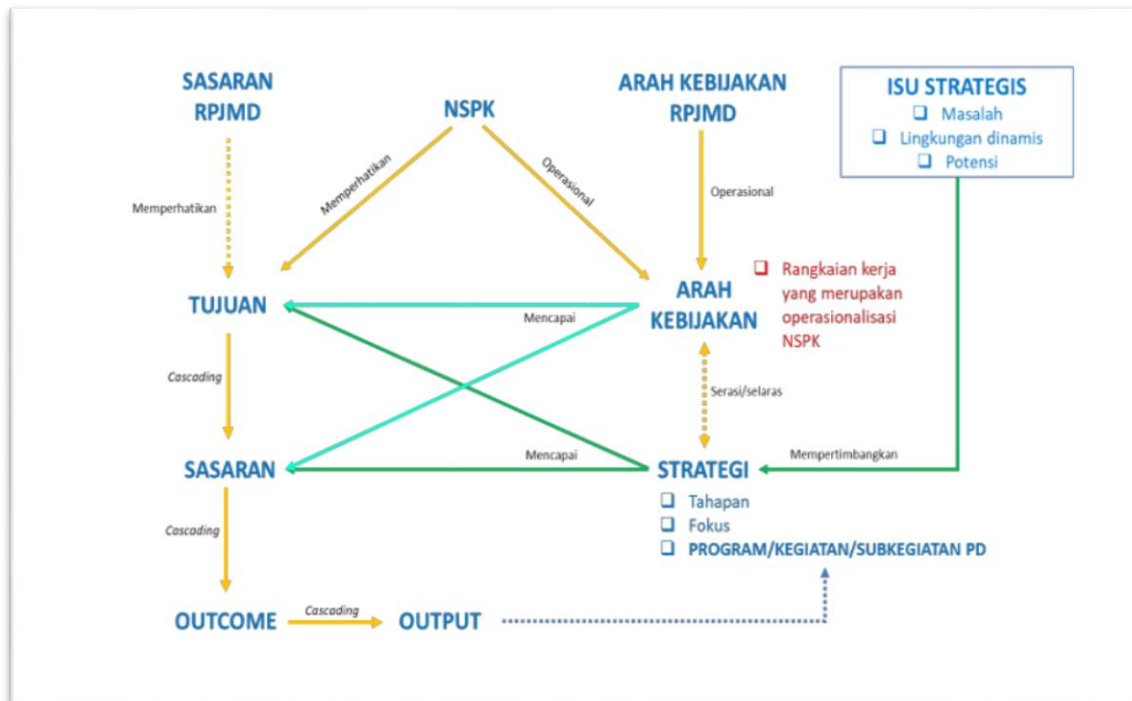 SASARAN
RPJMD
NSPK
ARAH KEBIJAKAN
RPJMD
ISU STRATEGIS
❑ Masalah
❑ Lingkungan dinamis
❑ Potensi
Memperhatikan
Memperhatikan
Operasional
Operasional
TUJUAN
ARAH
KEBIJAKAN
❑ Rangkaian kerja
yang merupakan
operasionalisasi
NSPK
Mencapai
Cascading
Serasi/selaras
SASARAN
Mencapai
STRATEGI
Mempertimbangkan
❑ Tahapan
❑ Fokus
❑ PROGRAM/KEGIATAN/SUBKEGIATAN PD
Cascading
OUTCOME
Cascading
OUTPUT